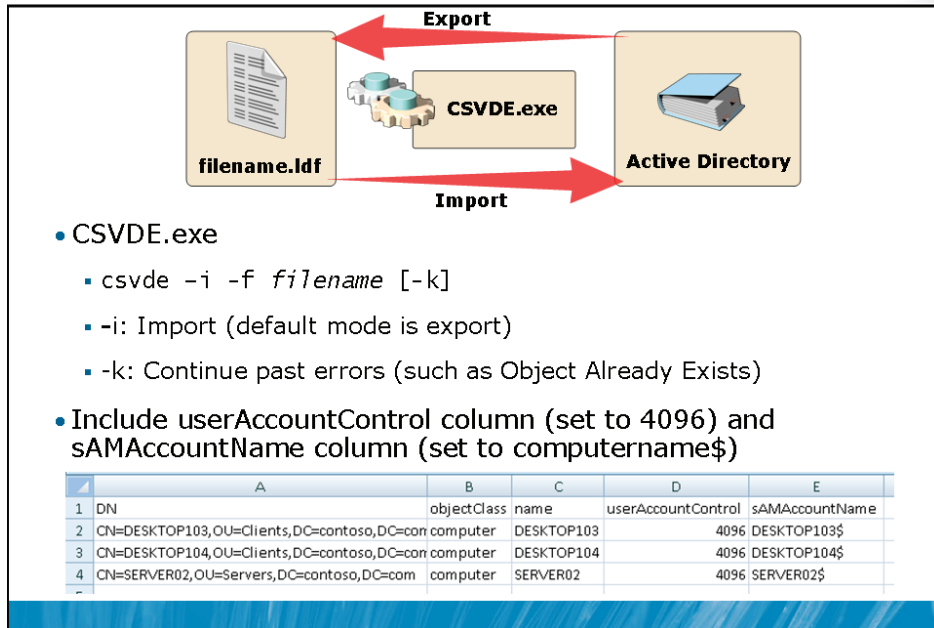 Export
CSVDE.exe
filename.ldf
Active Directory
Import
• CSVDE.exe
▪ csvde –i -f filename [-k]
▪ -i: Import (default mode is export)
▪ -k: Continue past errors (such as Object Already Exists)
• Include userAccountControl column (set to 4096) and
sAMAccountName column (set to computername$)
A B C D E
1 DN objectClass name userAccountControl sAMAccountName
2 CN=DESKTOP103,OU=Clients,DC=contoso,DC=con computer DESKTOP103 4096 DESKTOP103$
3 CN=DESKTOP104,OU=Clients,DC=contoso,DC=con computer DESKTOP104 4096 DESKTOP104$
4 CN=SERVER02,OU=Servers,DC=contoso,DC=com computer SERVER02 4096 SERVER02$